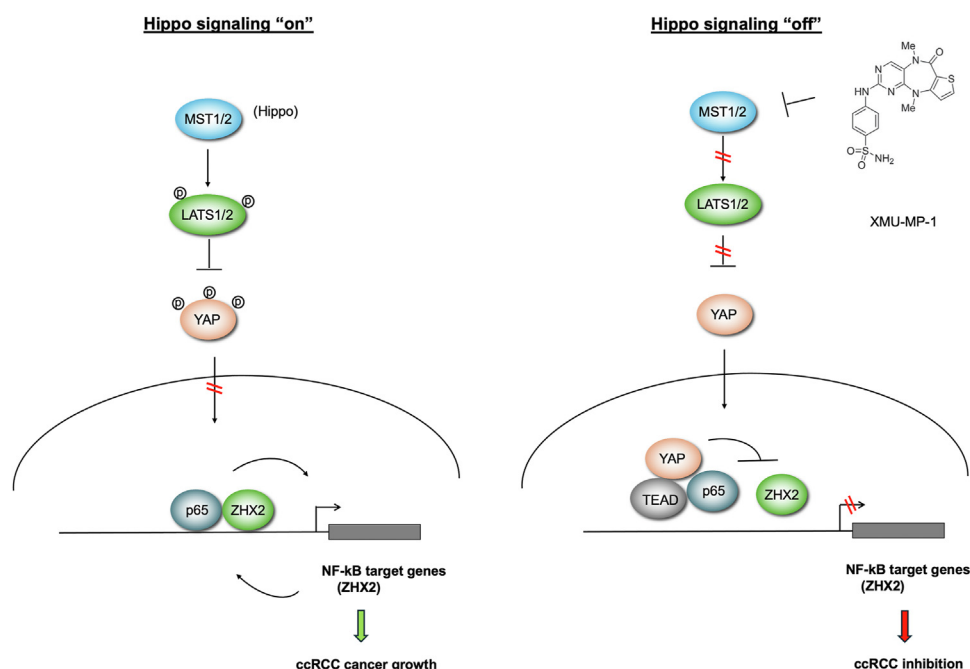 Hippo signaling “on”
MST1/2
(Hippo)
P
P
LATS1/2
P
P
P
YAP
p65
ZHX2
NF-kB target genes
(ZHX2)
ccRCC cancer growth
Hippo signaling “off”
MST1/2
LATS1/2
YAP
YAP
TEAD
p65
ZHX2
NF-kB target genes
(ZHX2)
ccRCC inhibition
Me
N
O
N
S
NH
N
N
Me
O
S
NH2
O
XMU-MP-1